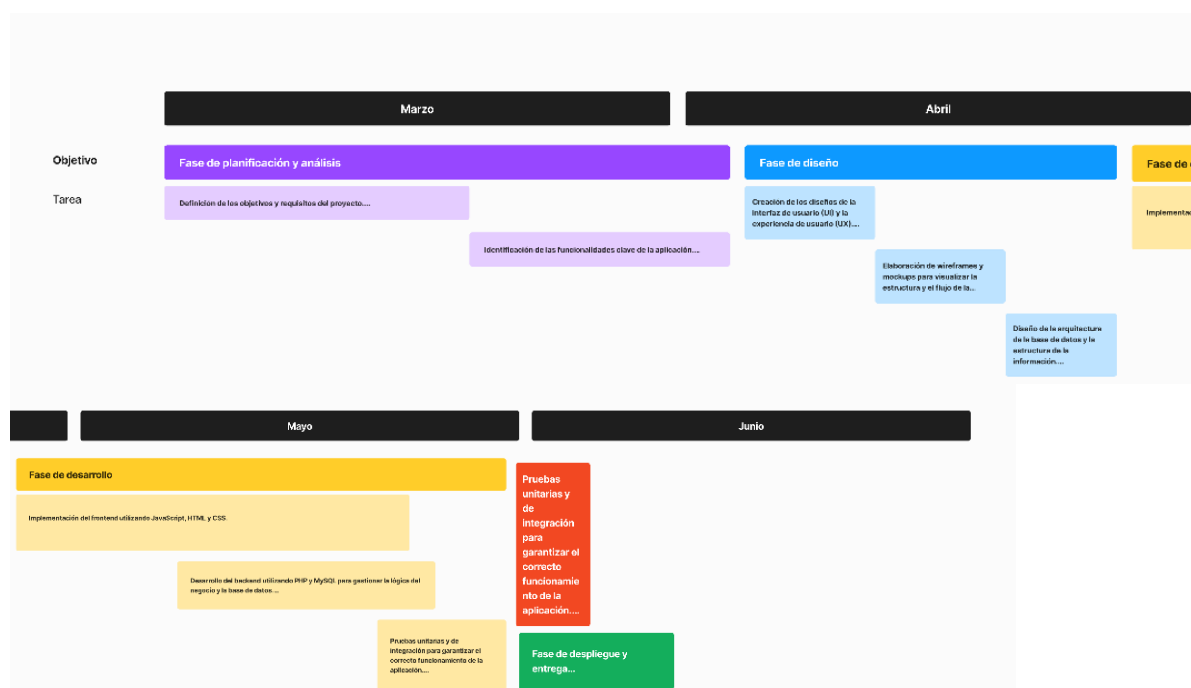 Marzo
Abril
Objetivo
Fase de planificación y análisis
Fase de diseño
Fase de
Tarea
Definición de los objetivos y requisitos del proyecto....
Identificación de las funcionalidades clave de la aplicación....
Creación de los diseños de la
interfaz de usuario (UI) y la
experiencia de usuario (UX)....
Elaboración de wireframes y
mockups para visualizar la
estructura y el flujo de la...
Diseño de la arquitectura
de la base de datos y la
estructura de la
información....
Mayo
Junio
Fase de desarrollo
Implementación del frontend utilizando JavaScript, HTML y CSS.
Desarrollo del backend utilizando PHP y MySQL para gestionar la lógica del
negocio y la base de datos....
Pruebas unitarias y de
integración para garantizar el
correcto funcionamiento de la
aplicación....
Pruebas
unitarias y
de
integración
para
garantizar el
correcto
funcionamie
nto de la
aplicación....
Fase de despliegue y
entrega...